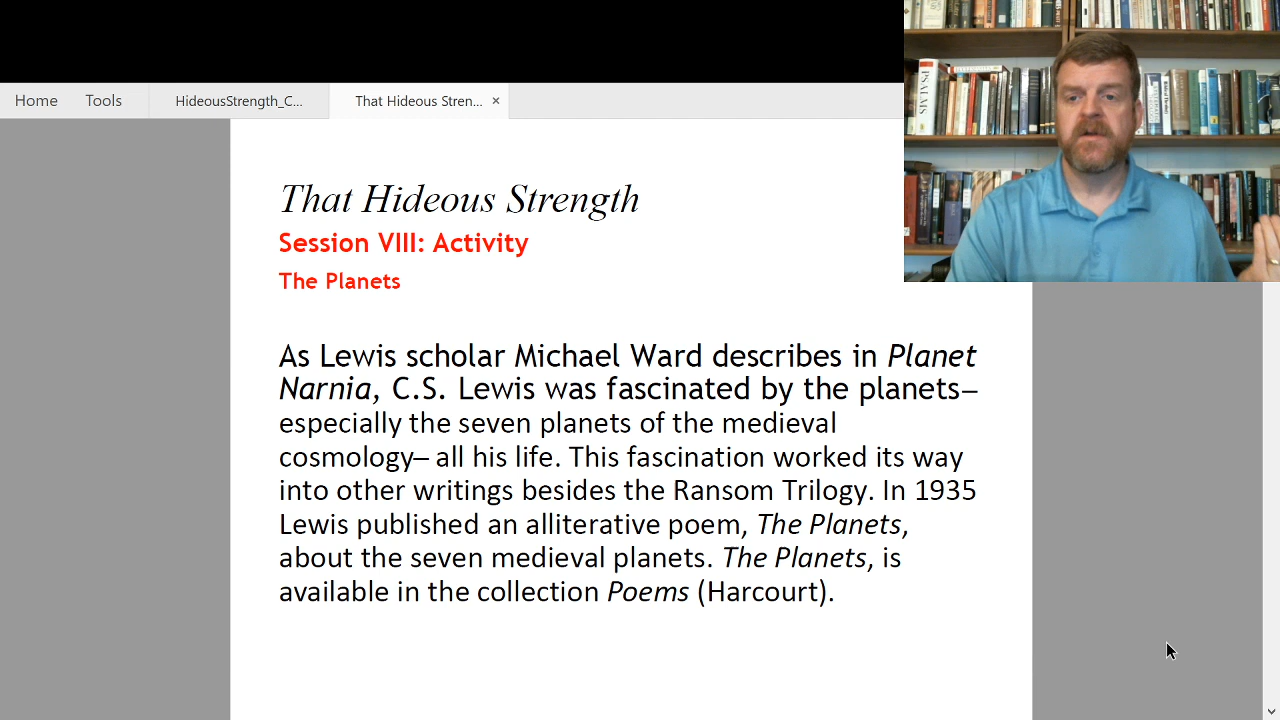 Home Tools HideousStrength_C... That Hideous Stren... ×
PSALMS
That Hideous Strength
Session VIII: Activity
The Planets
As Lewis scholar Michael Ward describes in Planet
Narnia, C.S. Lewis was fascinated by the planets–
especially the seven planets of the medieval
cosmology– all his life. This fascination worked its way
into other writings besides the Ransom Trilogy. In 1935
Lewis published an alliterative poem, The Planets,
about the seven medieval planets. The Planets, is
available in the collection Poems (Harcourt).